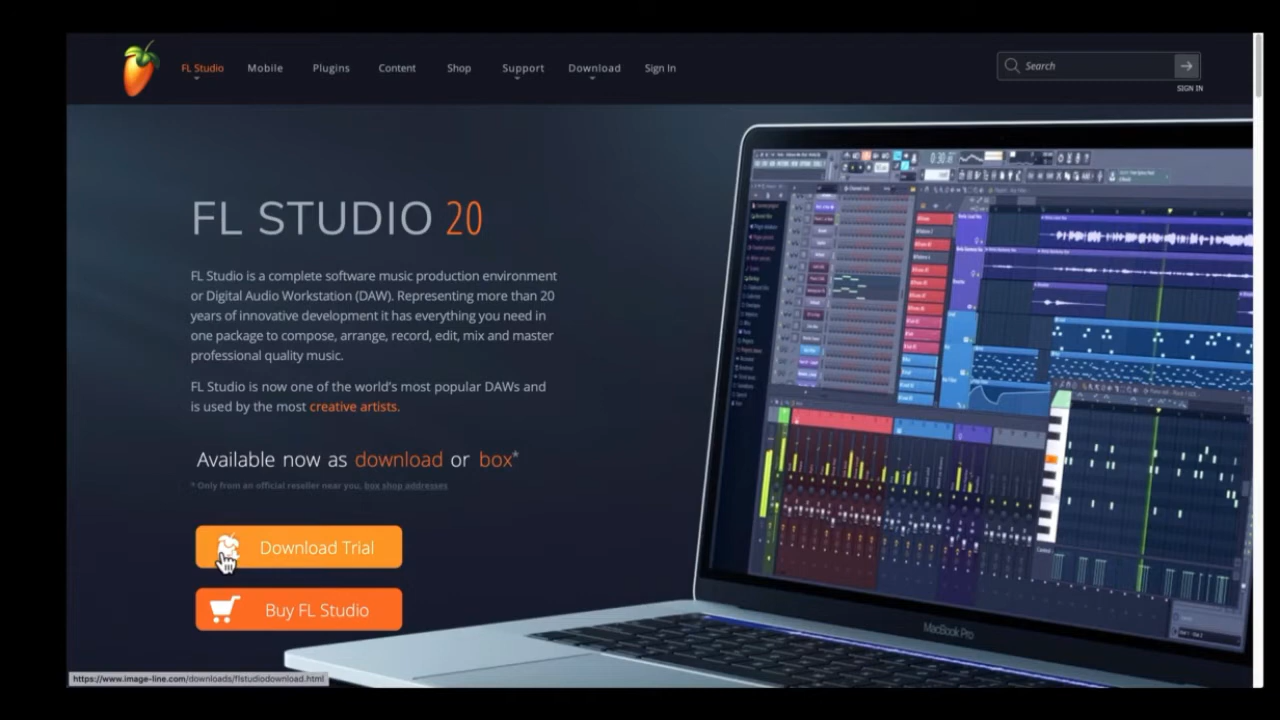 FL Studio
Mobile
Plugins
Content
Shop
Support
Download
Sign In
Search
SIGN IN
FL STUDIO 20
FL Studio is a complete software music production environment
or Digital Audio Workstation (DAW). Representing more than 20
years of innovative development it has everything you need in
one package to compose, arrange, record, edit, mix and master
professional quality music.
FL Studio is now one of the world's most popular DAWs and
is used by the most creative artists.
Available now as download or box*
* Only from an official reseller near you, box shop addresses
Download Trial
Buy FL Studio
MacBook Pro
https://www.image-line.com/downloads/flstudiodownload.html